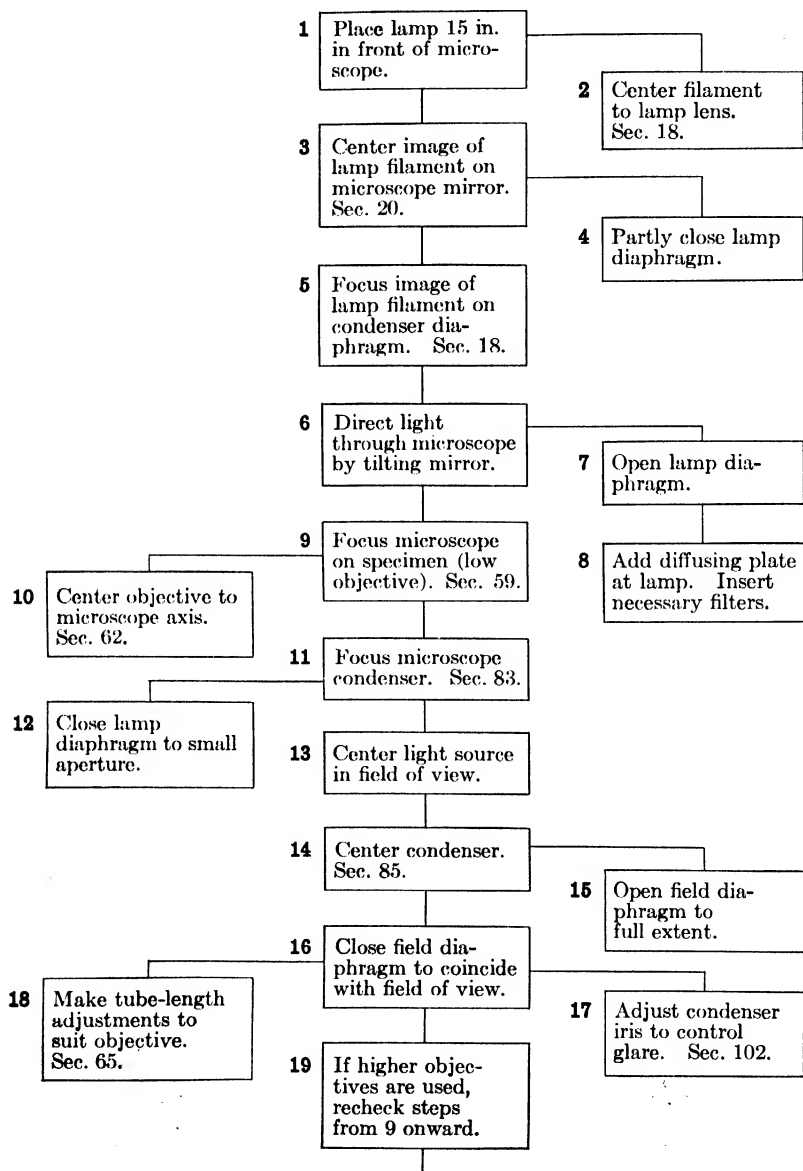 1 Place lamp 15 in.
in front of micro-
scope.
2 Center filament
to lamp lens.
Sec. 18.
3 Center image of
lamp filament on
microscope mirror.
Sec. 20.
4 Partly close lamp
diaphragm.
5 Focus image of
lamp filament on
condenser dia-
phragm. Sec. 18.
6 Direct light
through microscope
by tilting mirror.
7 Open lamp dia-
phragm.
8 Add diffusing plate
at lamp. Insert
necessary filters.
9 Focus microscope
on specimen (low
objective). Sec. 59.
10 Center objective to
microscope axis.
Sec. 62.
11 Focus microscope
condenser. Sec. 83.
12 Close lamp
diaphragm to small
aperture.
13 Center light source
in field of view.
14 Center condenser.
Sec. 85.
15 Open field dia-
phragm to
full extent.
16 Close field dia-
phragm to coincide
with field of view.
17 Adjust condenser
iris to control
glare. Sec. 102.
18 Make tube-length
adjustments to
suit objective.
Sec. 65.
19 If higher objec-
tives are used,
recheck steps
from 9 onward.